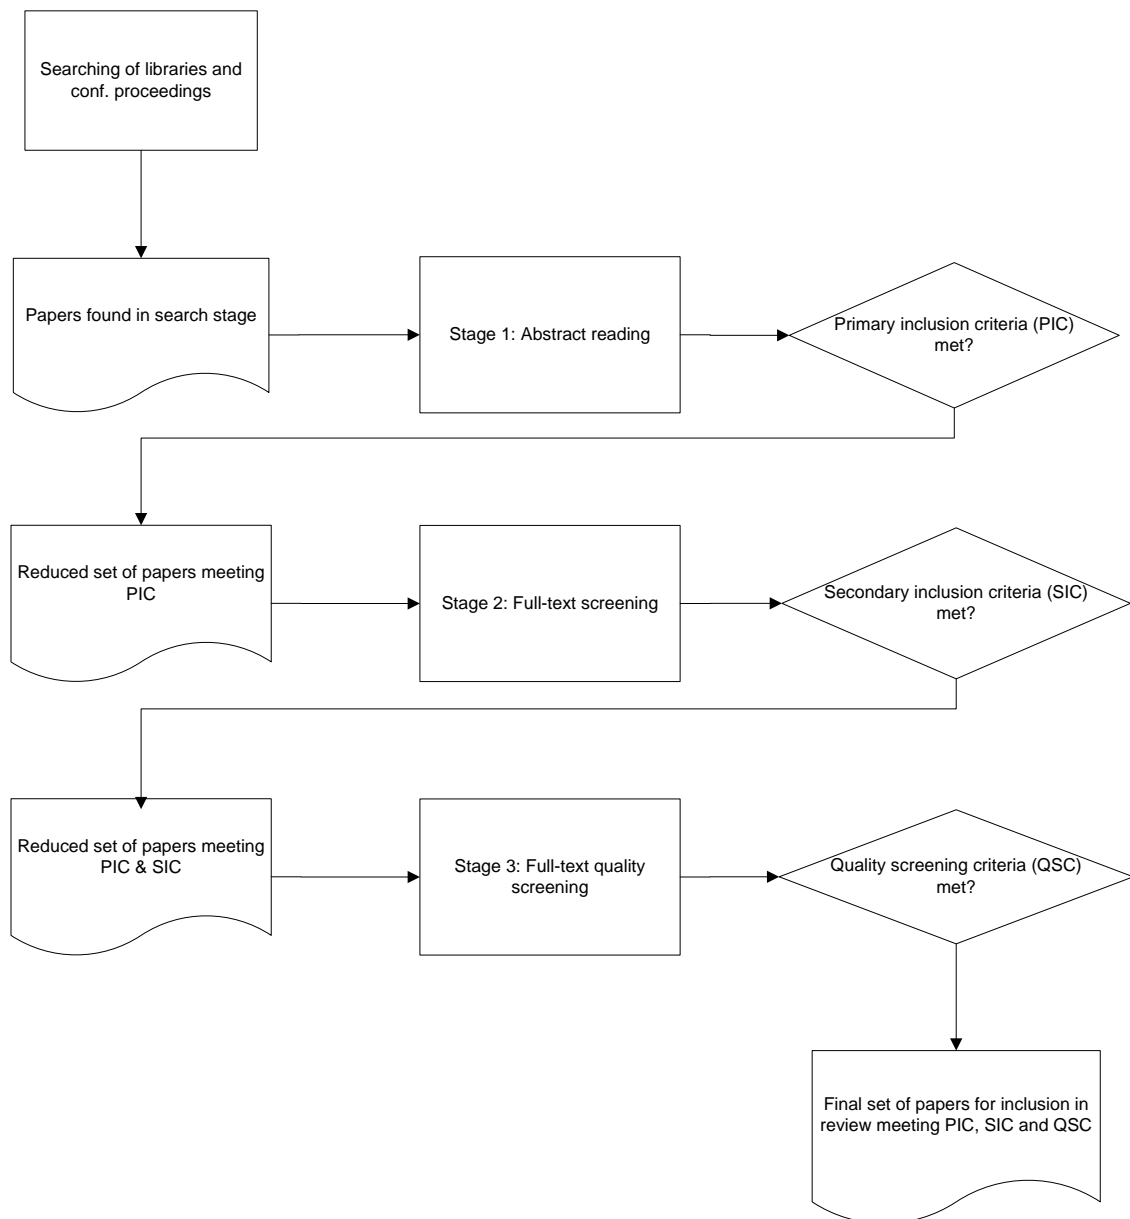 Searching of libraries and
conf. proceedings
Papers found in search stage
Stage 1: Abstract reading
Primary inclusion criteria (PIC)
met?
Reduced set of papers meeting
PIC
Stage 2: Full-text screening
Secondary inclusion criteria (SIC)
met?
Reduced set of papers meeting
PIC & SIC
Stage 3: Full-text quality
screening
Quality screening criteria (QSC)
met?
Final set of papers for inclusion in
review meeting PIC, SIC and QSC